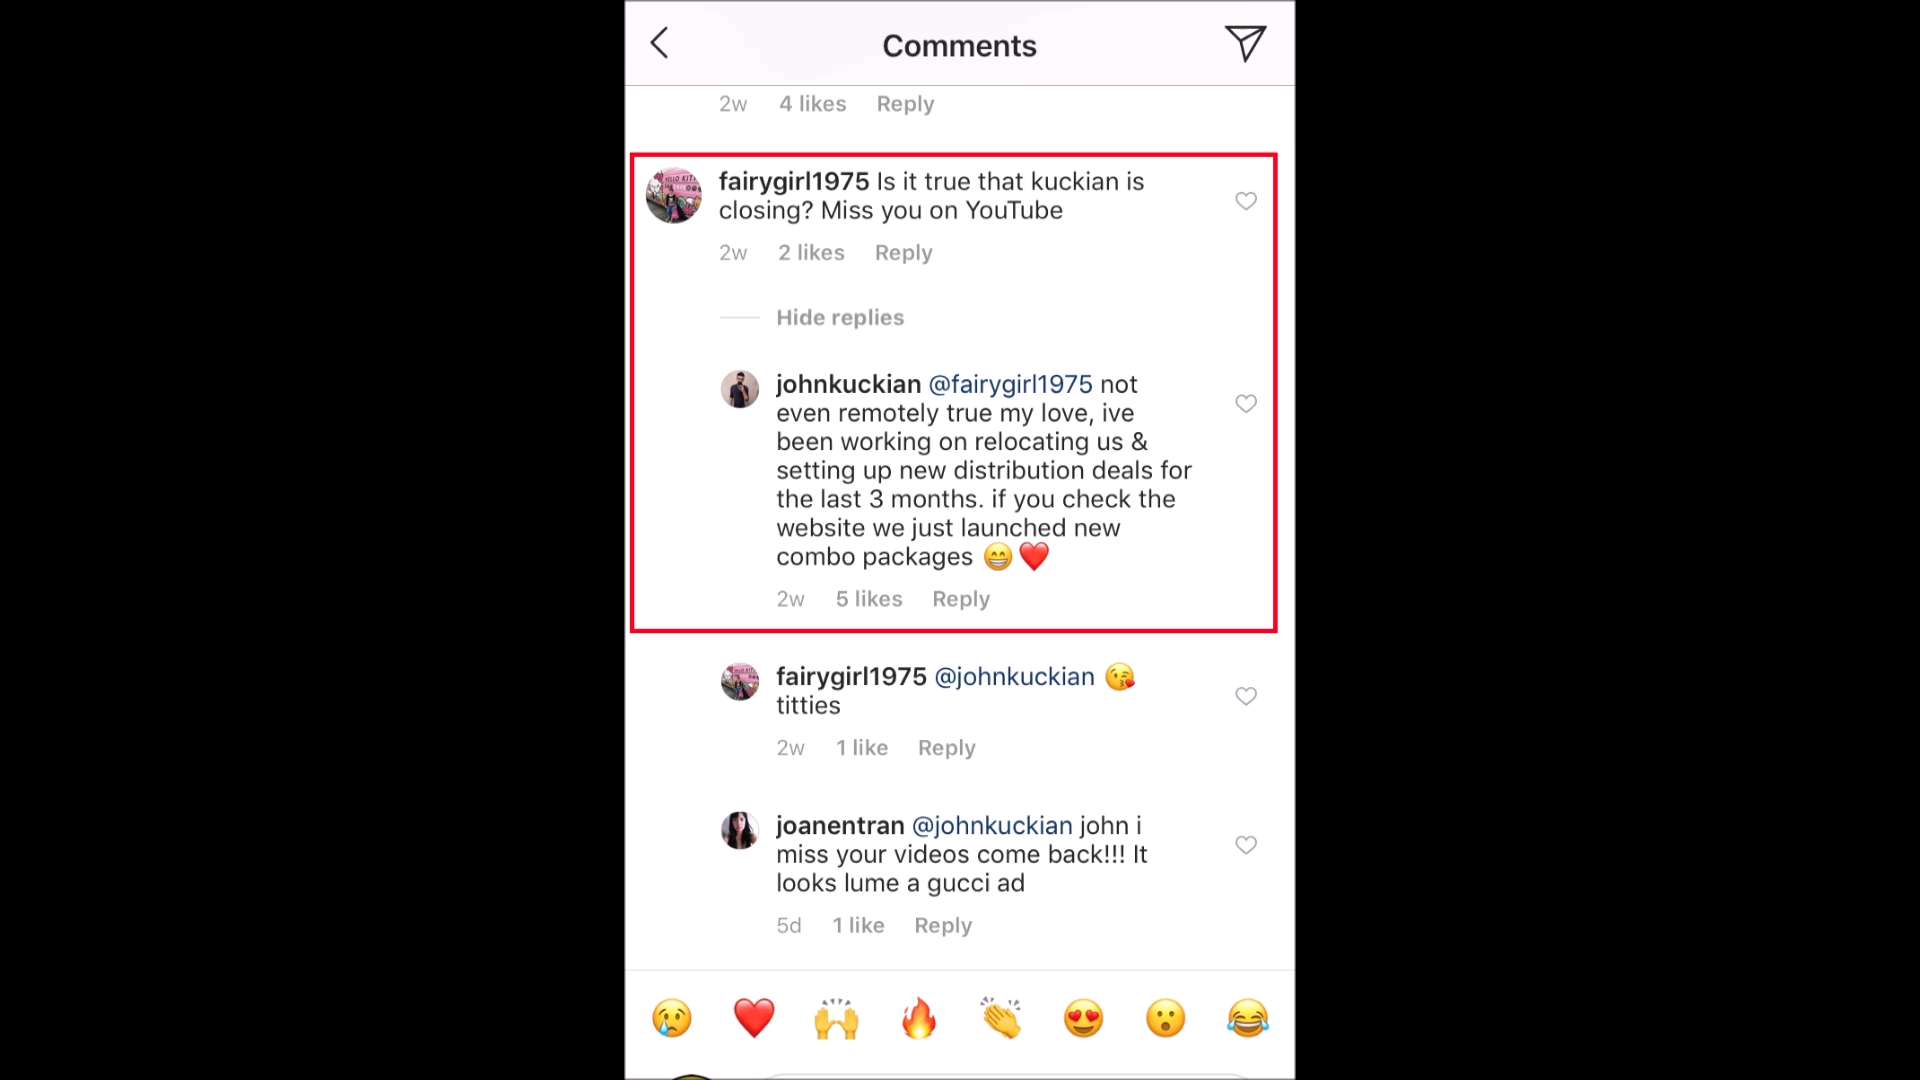 Comments
2w 4 likes Reply
fairygirl1975 Is it true that kuckian is
closing? Miss you on YouTube
2w 2 likes Reply
Hide replies
johnkuckian @fairygirl1975 not
even remotely true my love, ive
been working on relocating us &
setting up new distribution deals for
the last 3 months. if you check the
website we just launched new
combo packages 😁❤️
2w 5 likes Reply
fairygirl1975 @johnkuckian 😘
titties
2w 1 like Reply
joanentran @johnkuckian john i
miss your videos come back!!! It
looks lume a gucci ad
5d 1 like Reply